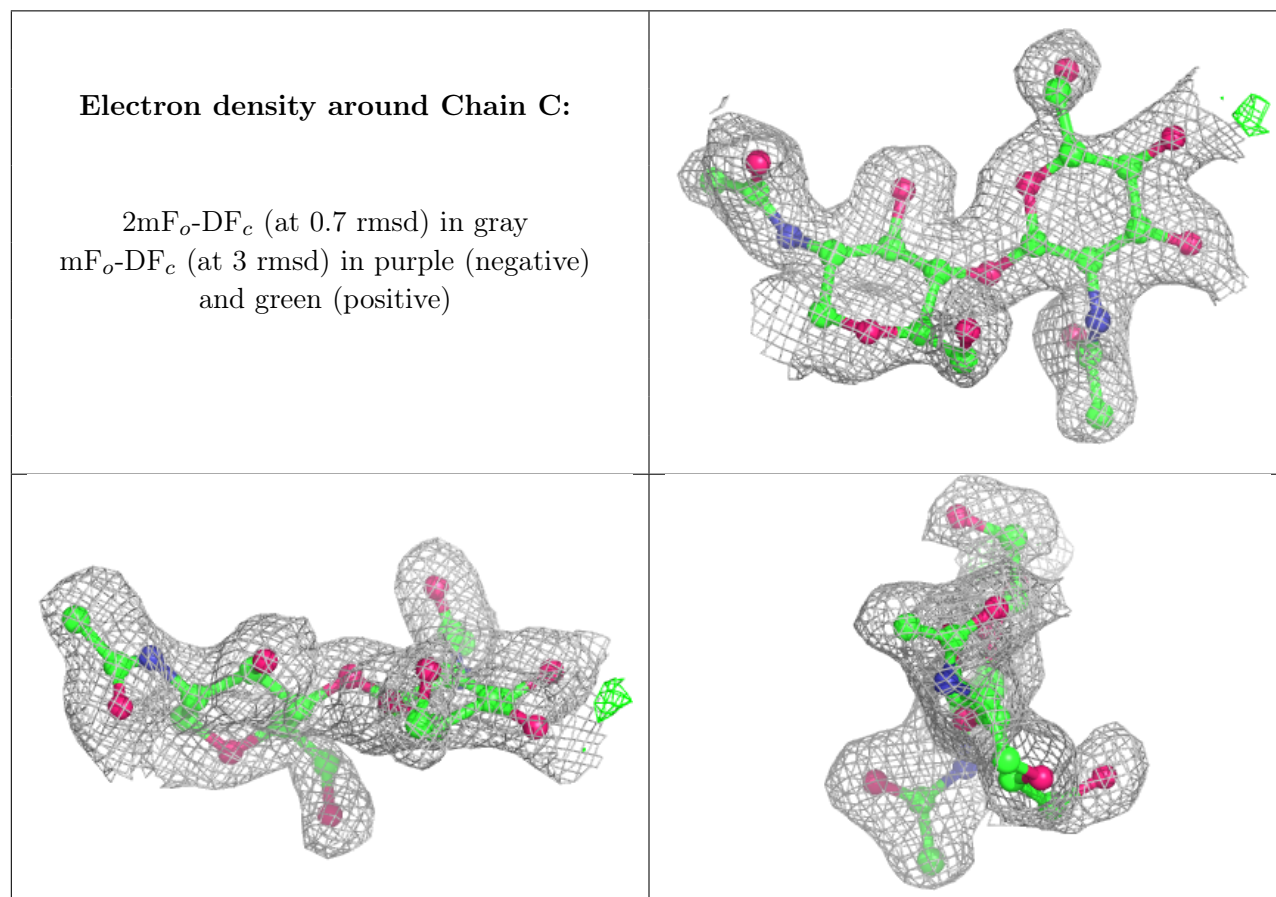 Electron density around Chain C:
2mFo-DFc (at 0.7 rmsd) in gray
mFo-DFc (at 3 rmsd) in purple (negative)
and green (positive)